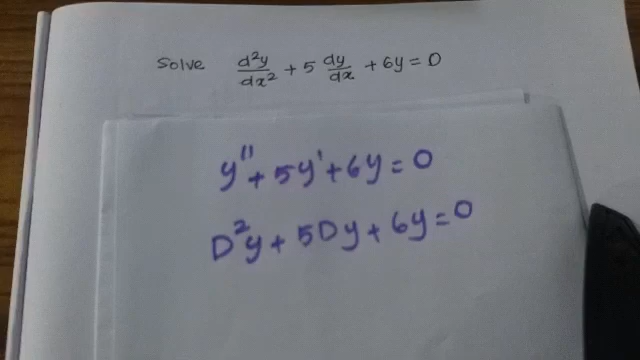 Solve d²y/dx² + 5 dy/dx + 6y = 0
y'' + 5y' + 6y = 0
D²y + 5Dy + 6y = 0